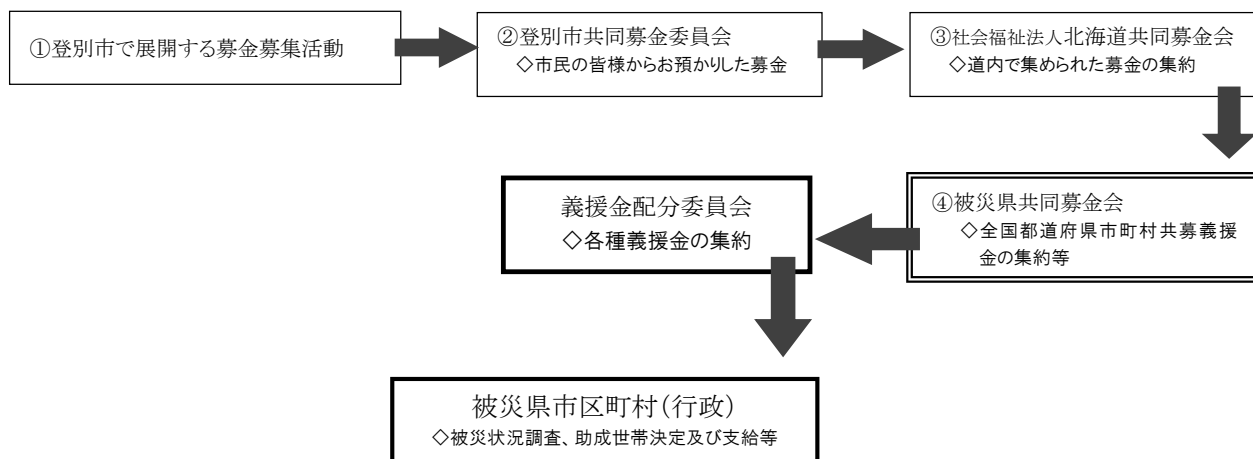 ①登別市で展開する募金募集活動
②登別市共同募金委員会
◇市民の皆様からお預かりした募金
③社会福祉法人北海道共同募金会
◇道内で集められた募金の集約
④被災県共同募金会
◇全国都道府県市町村共募義援
金の集約等
義援金配分委員会
◇各種義援金の集約
被災県市区町村(行政)
◇被災状況調査、助成世帯決定及び支給等